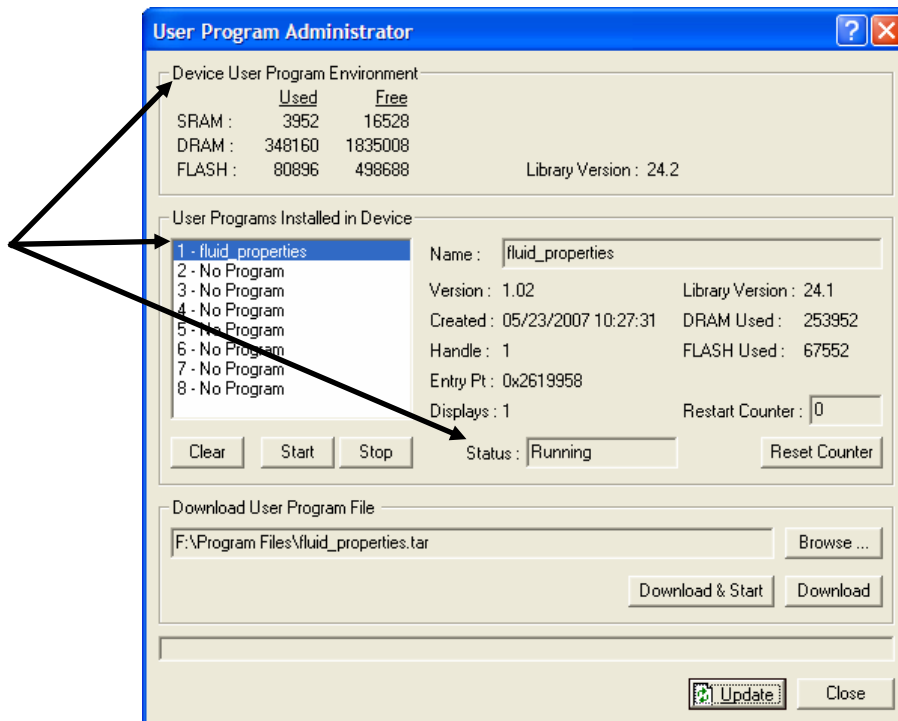 User Program Administrator
Device User Program Environment
Used Free
SRAM : 3952 16528
DRAM : 348160 1835008
FLASH : 80896 498688 Library Version : 24.2
User Programs Installed in Device
1 - fluid_properties
2 - No Program
3 - No Program
4 - No Program
5 - No Program
6 - No Program
7 - No Program
8 - No Program
Name : fluid_properties
Version : 1.02 Library Version : 24.1
Created : 05/23/2007 10:27:31 DRAM Used : 253952
Handle : 1 FLASH Used : 67552
Entry Pt : 0x2619958
Displays : 1 Restart Counter : 0
Clear Start Stop Status : Running Reset Counter
Download User Program File
F:\Program Files\fluid_properties.tar Browse ...
Download & Start Download
Update Close